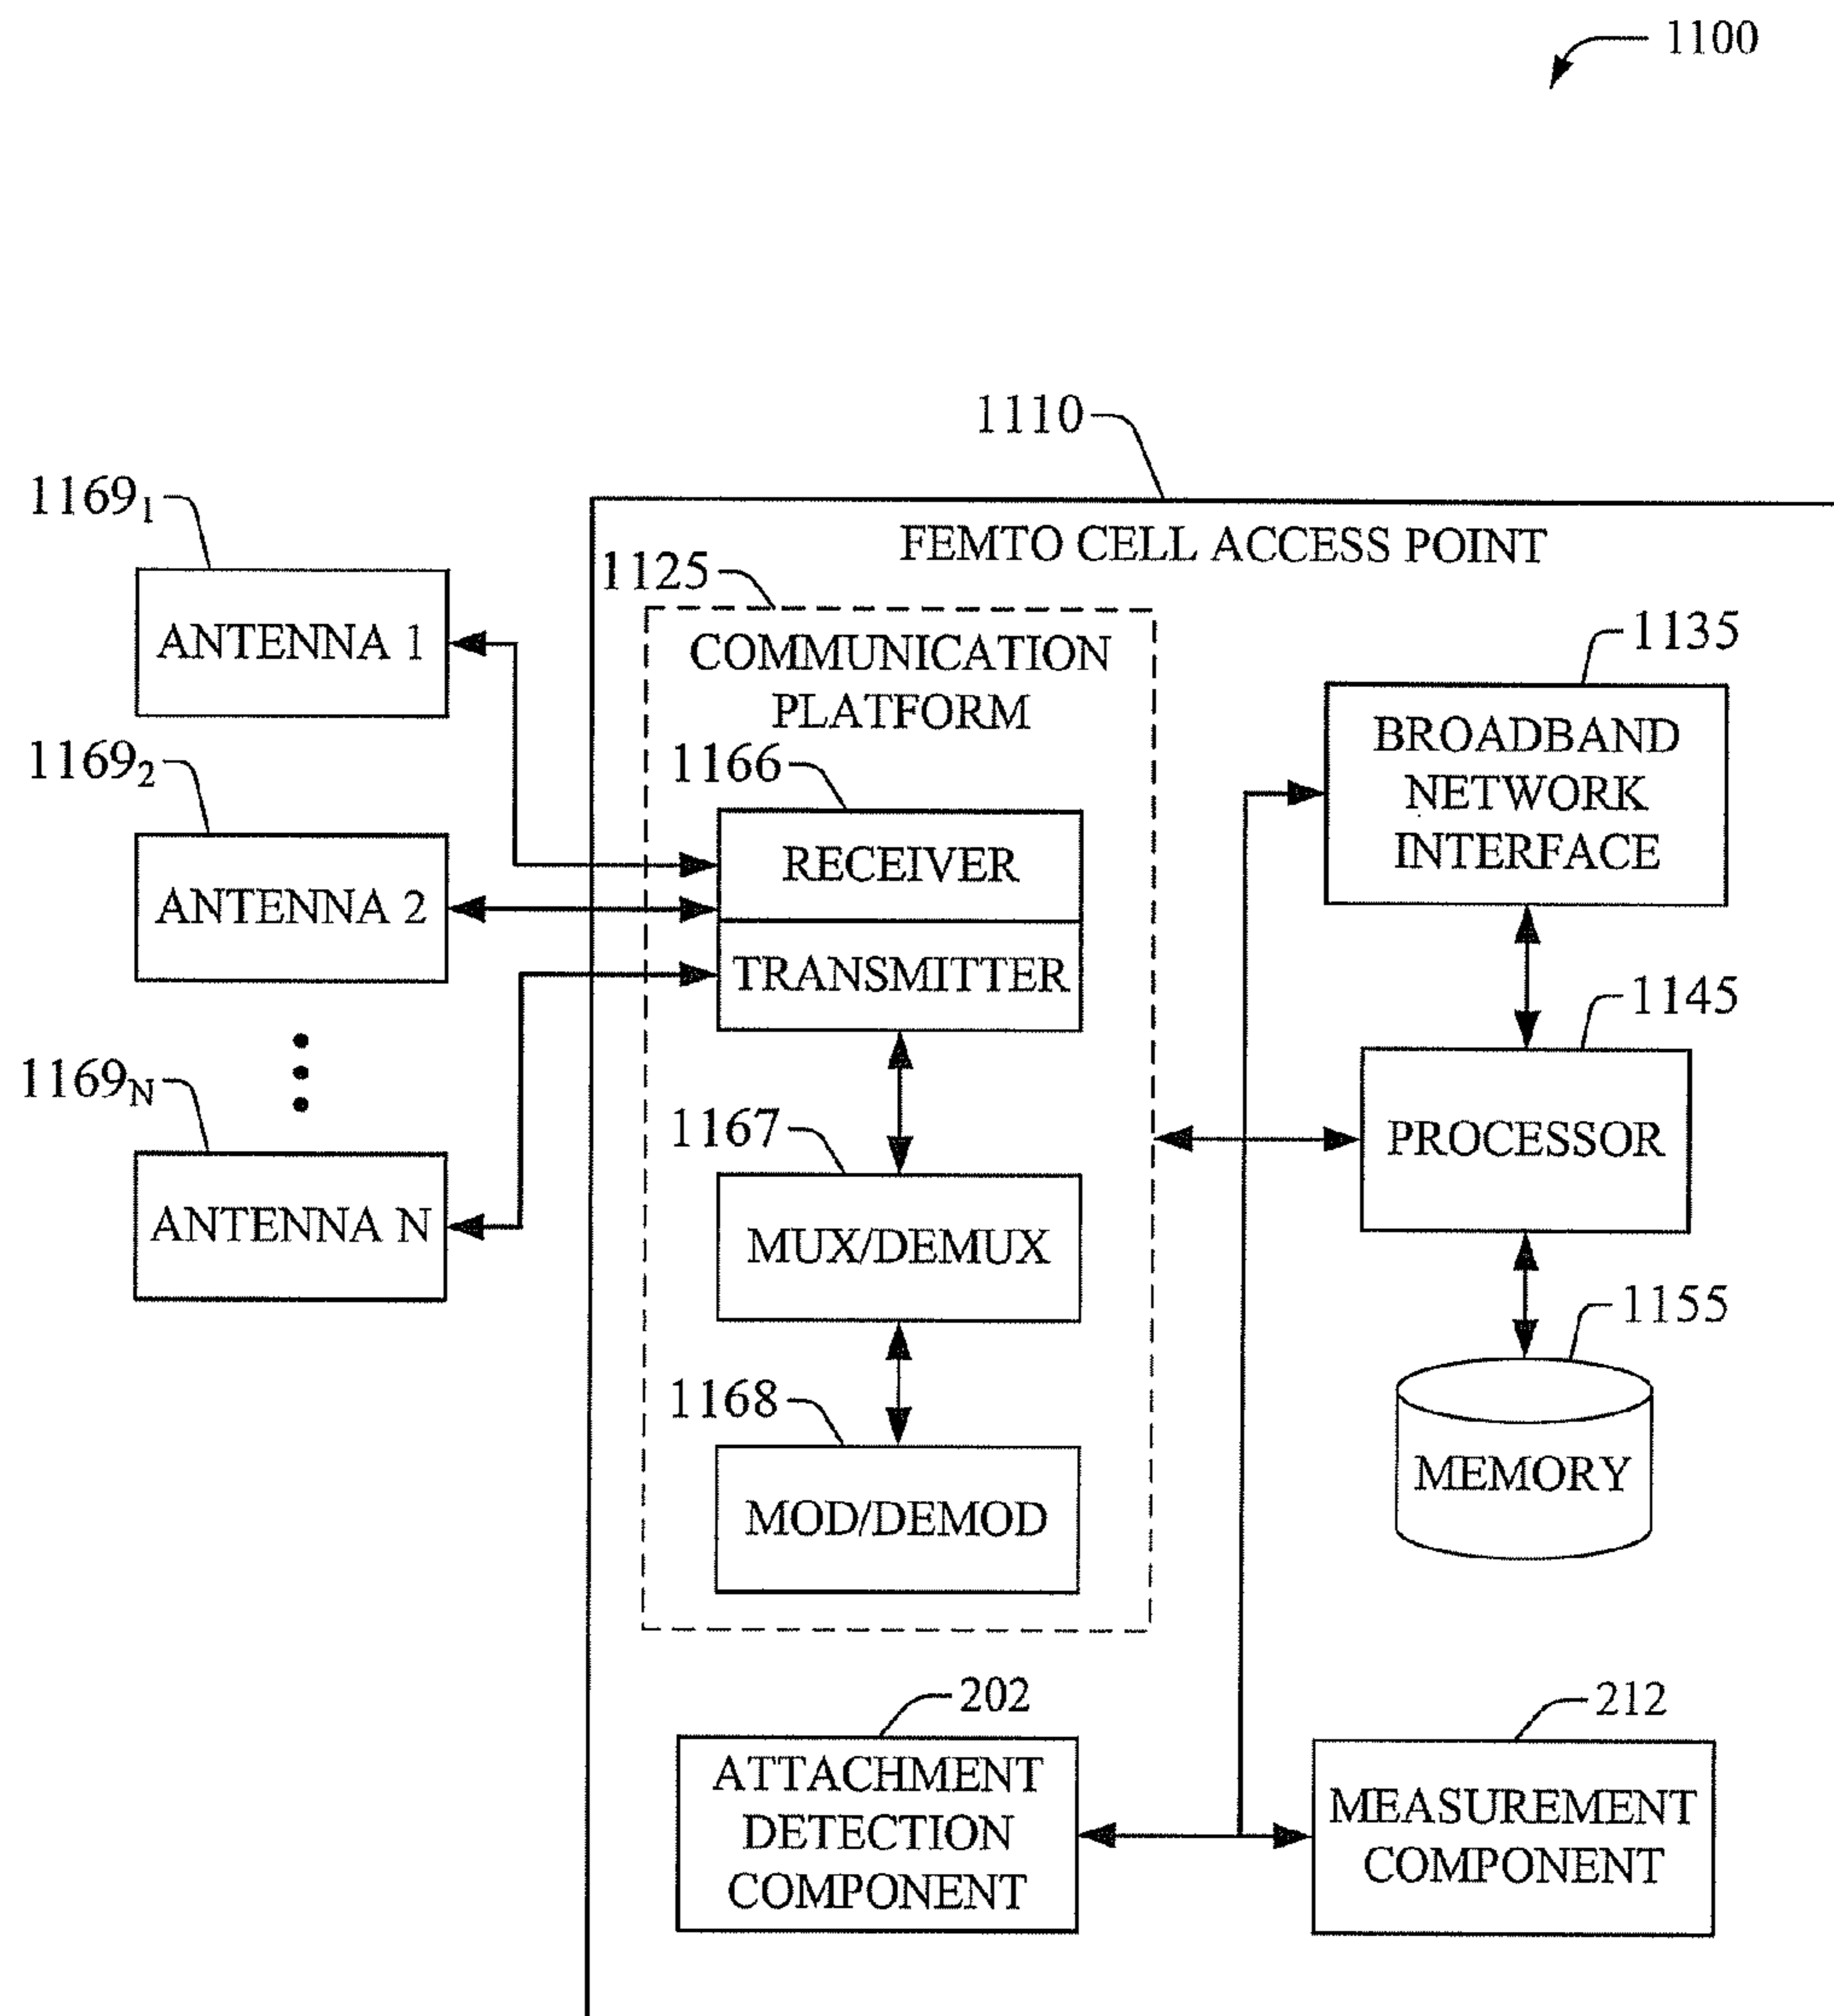 1100
1110
1169₁
FEMTO CELL ACCESS POINT
1125
ANTENNA 1
COMMUNICATION
PLATFORM
1135
BROADBAND
NETWORK
INTERFACE
1169₂
1166
ANTENNA 2
RECEIVER
TRANSMITTER
1145
PROCESSOR
1169ₙ
ANTENNA N
1167
MUX/DEMUX
1155
MEMORY
1168
MOD/DEMOD
202
ATTACHMENT
DETECTION
COMPONENT
212
MEASUREMENT
COMPONENT